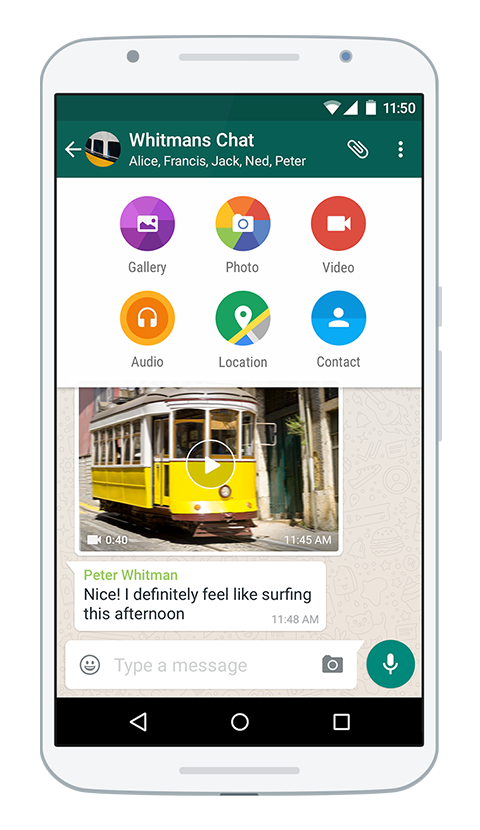 11:50
Whitmans Chat
Alice, Francis, Jack, Ned, Peter
Gallery
Photo
Video
Audio
Location
Contact
0:40
11:45 AM
Peter Whitman
Nice! I definitely feel like surfing
this afternoon
11:48 AM
Type a message